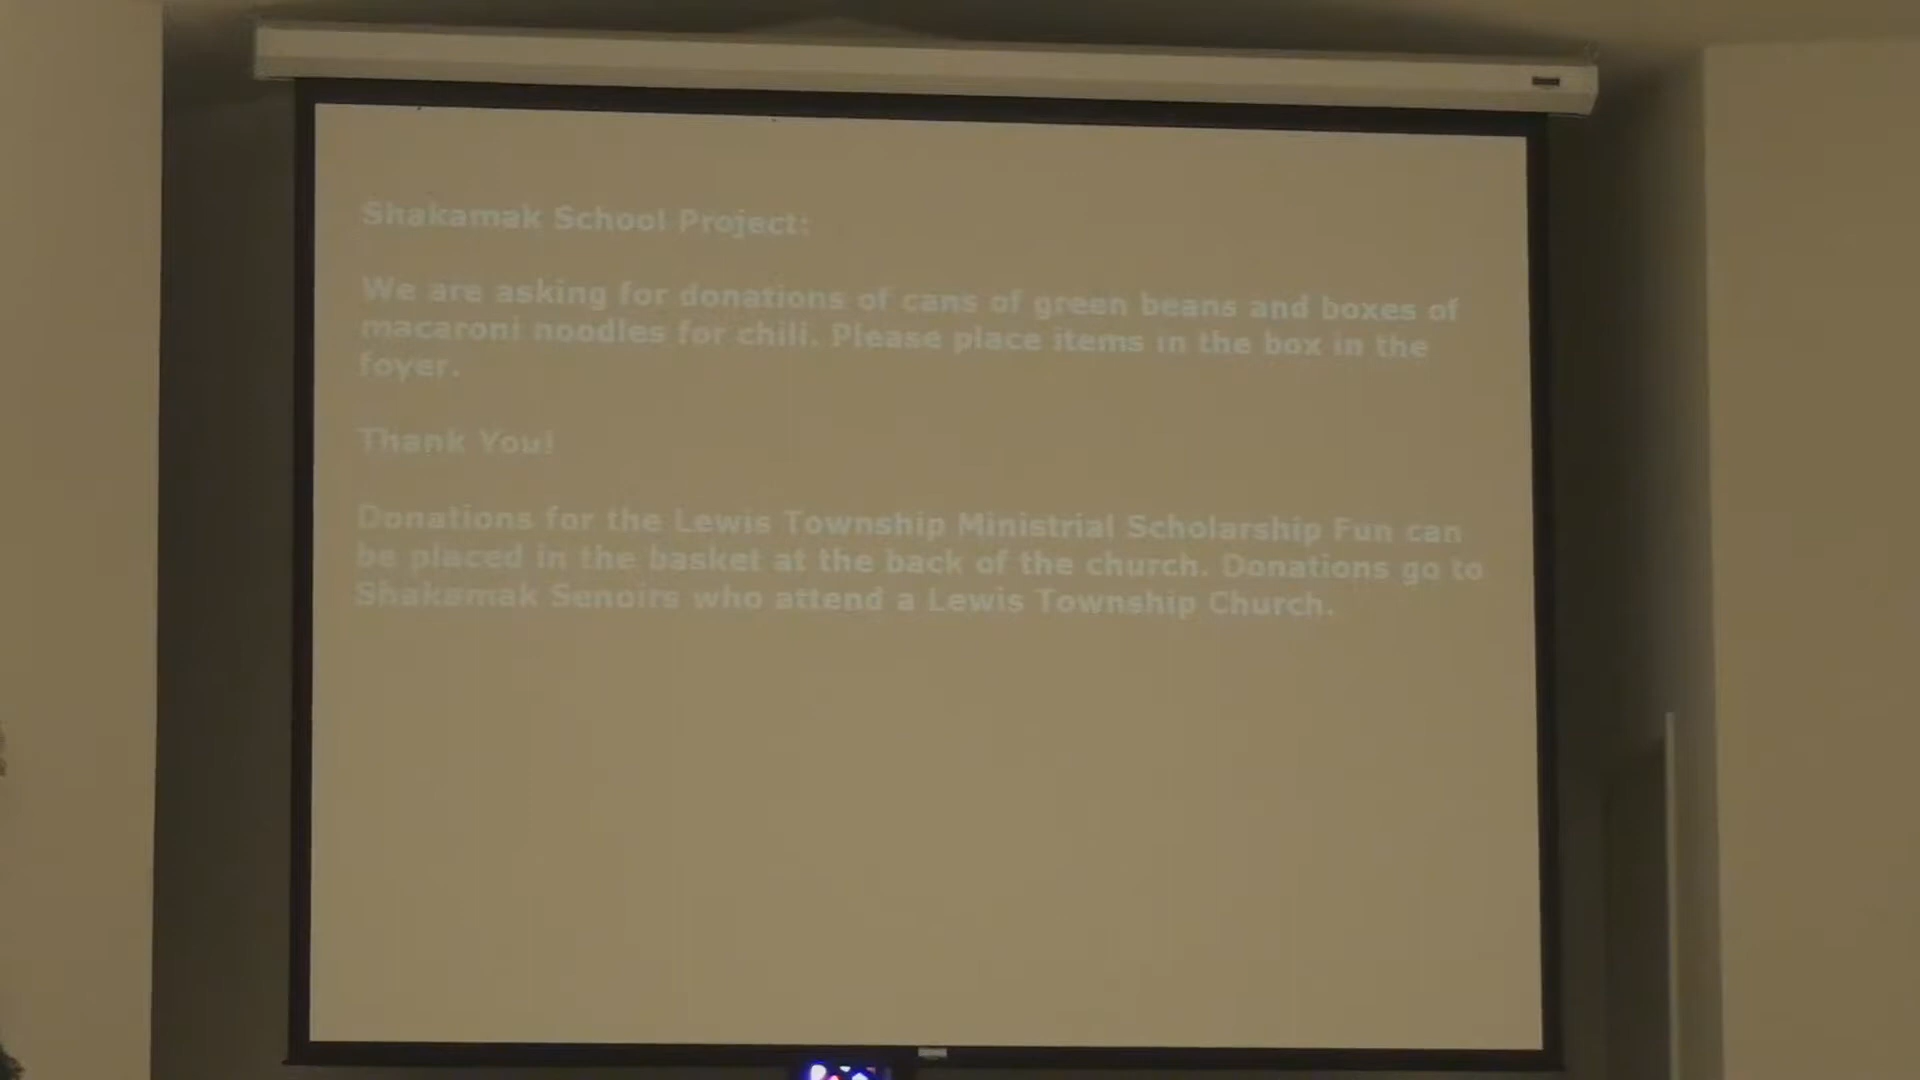 Shakamak School Project:
We are asking for donations of cans of green beans and boxes of
macaroni noodles for chili. Please place items in the box in the
foyer.
Thank You!
Donations for the Lewis Township Ministrial Scholarship Fun can
be placed in the basket at the back of the church. Donations go to
Shakamak Senoirs who attend a Lewis Township Church.